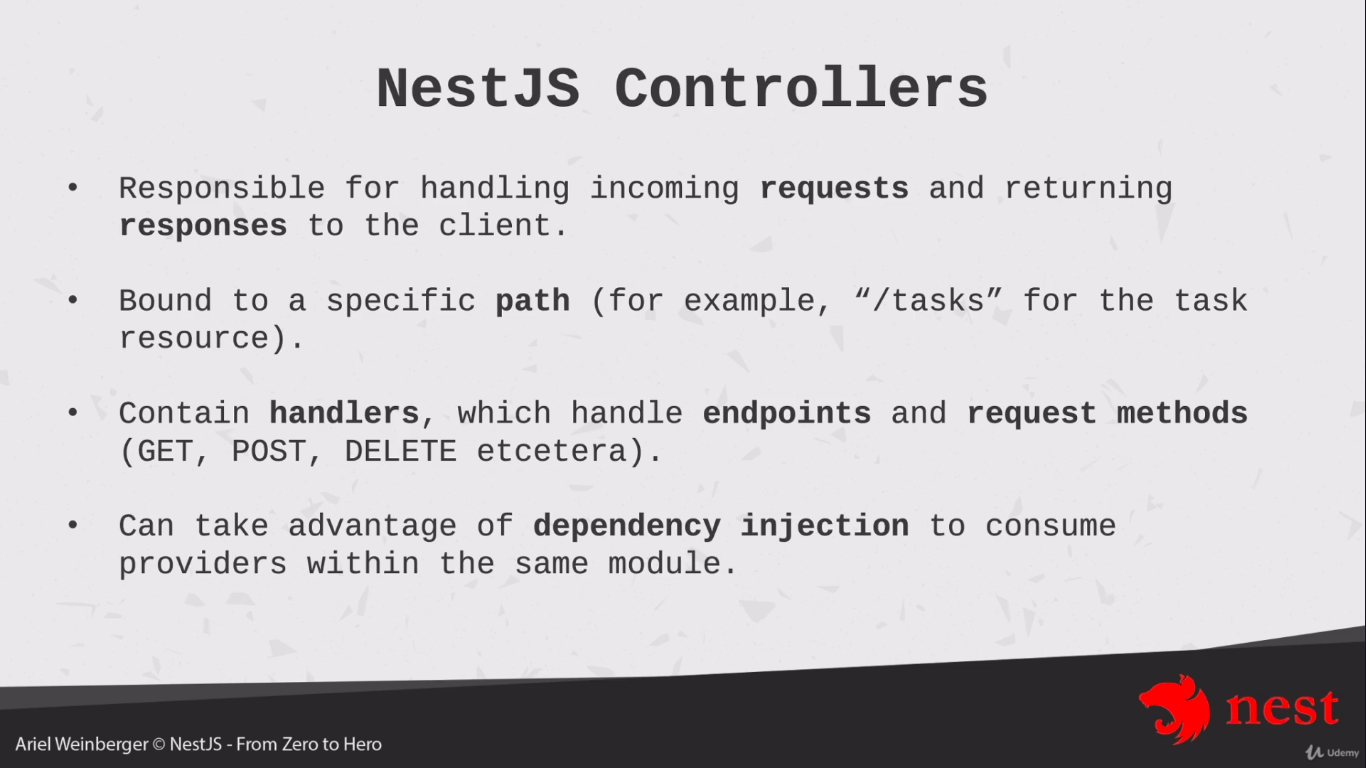 NestJS Controllers
• Responsible for handling incoming requests and returning
responses to the client.
• Bound to a specific path (for example, “/tasks” for the task
resource).
• Contain handlers, which handle endpoints and request methods
(GET, POST, DELETE etcetera).
• Can take advantage of dependency injection to consume
providers within the same module.
nest
Ariel Weinberger © NestJS - From Zero to Hero
Udemy